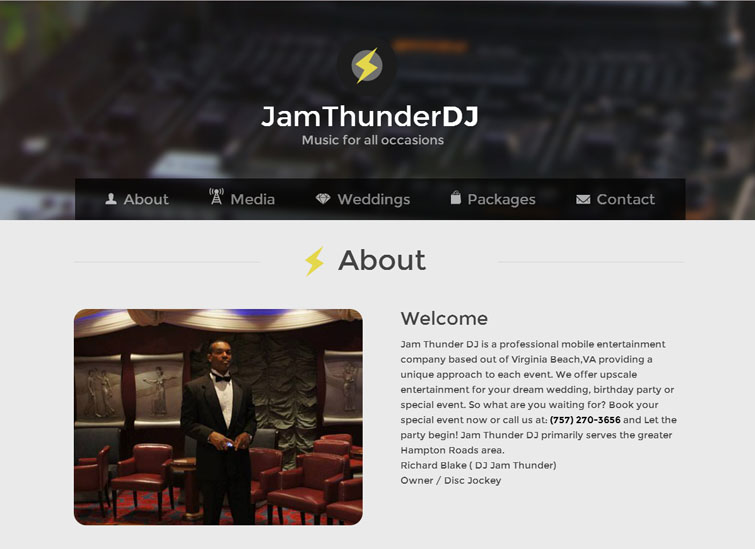 JamThunderDJ
Music for all occasions
About Media Weddings Packages Contact
About
Welcome
Jam Thunder DJ is a professional mobile entertainment
company based out of Virginia Beach,VA providing a
unique approach to each event. We offer upscale
entertainment for your dream wedding, birthday party or
special event. So what are you waiting for? Book your
special event now or call us at: (757) 270-3656 and Let the
party begin! Jam Thunder DJ primarily serves the greater
Hampton Roads area.
Richard Blake ( DJ Jam Thunder)
Owner / Disc Jockey